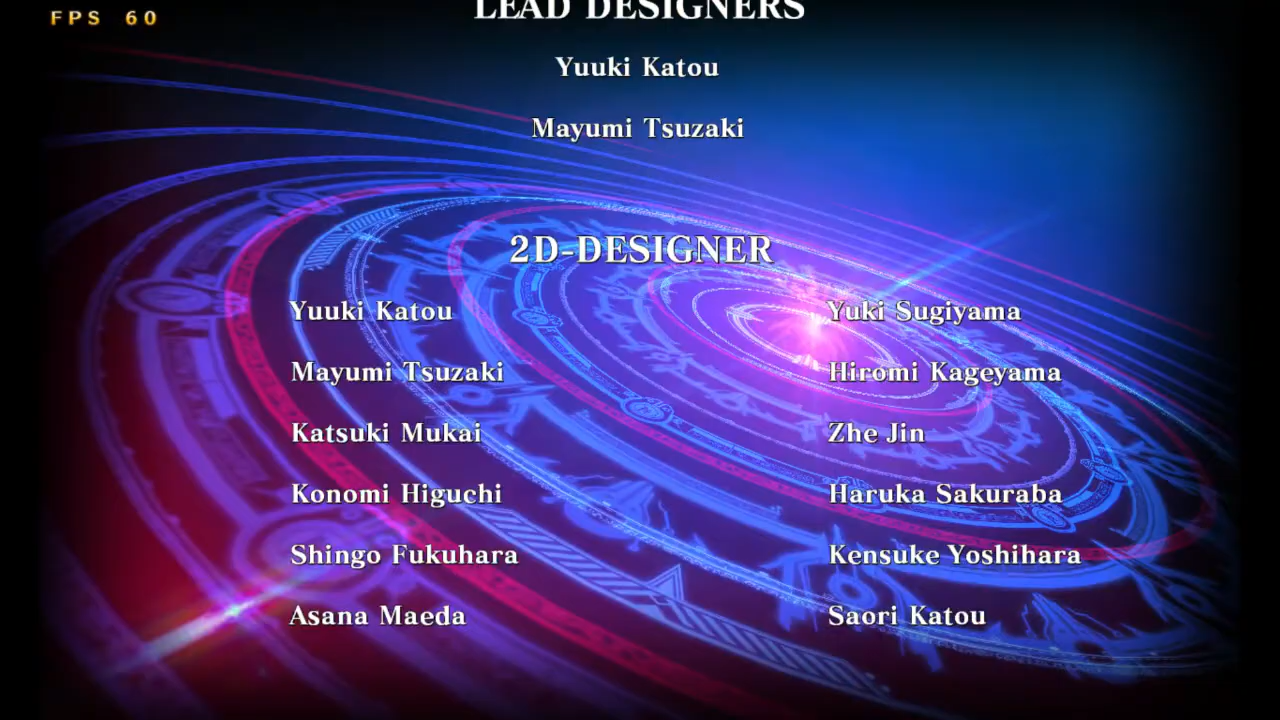 FPS 60
LEAD DESIGNERS
Yuuki Katou
Mayumi Tsuzaki
2D-DESIGNER
Yuuki Katou
Yuki Sugiyama
Mayumi Tsuzaki
Hiromi Kageyama
Katsuki Mukai
Zhe Jin
Konomi Higuchi
Haruka Sakuraba
Shingo Fukuhara
Kensuke Yoshihara
Asana Maeda
Saori Katou